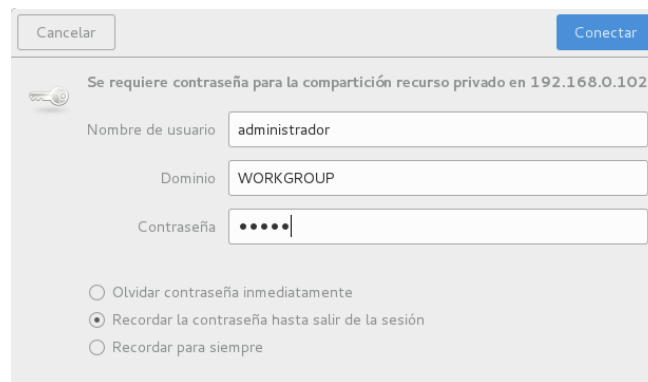 Cancelar Conectar
Se requiere contraseña para la compartición recurso privado en 192.168.0.102
Nombre de usuario administrador
Dominio WORKGROUP
Contraseña •••••
Olvidar contraseña inmediatamente
Recordar la contraseña hasta salir de la sesión
Recordar para siempre